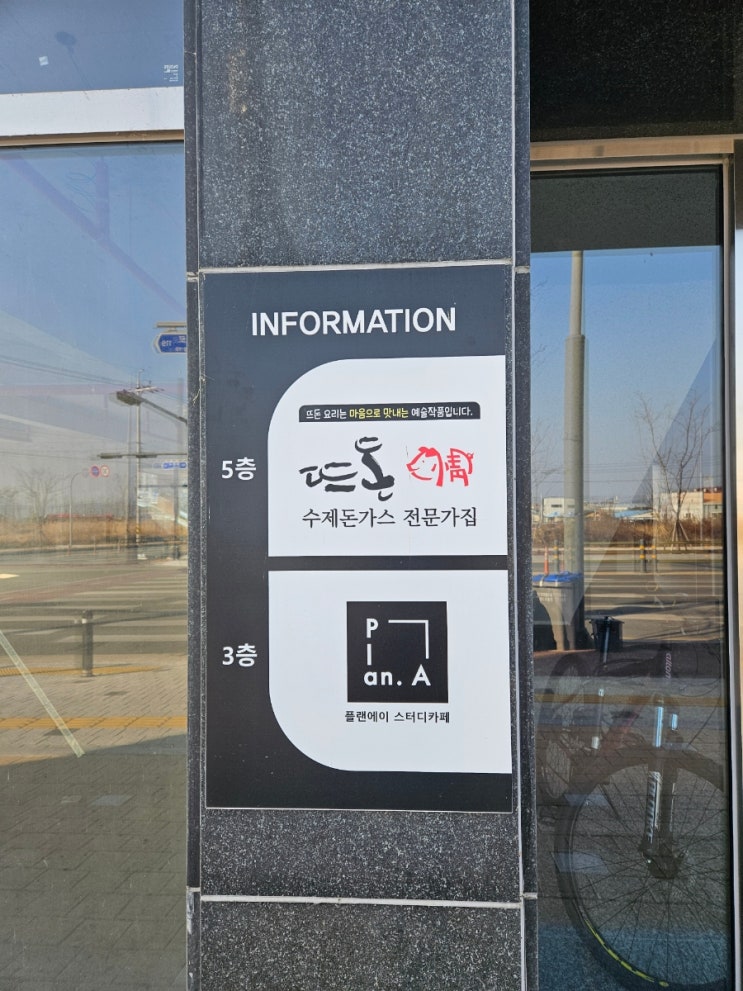 INFORMATION
5층
뜨돈 요리는 마음으로 맛내는 예술작품입니다.
뜨돈
수제돈가스 전문가집
3층
P
an. A
플랜에이 스터디카페